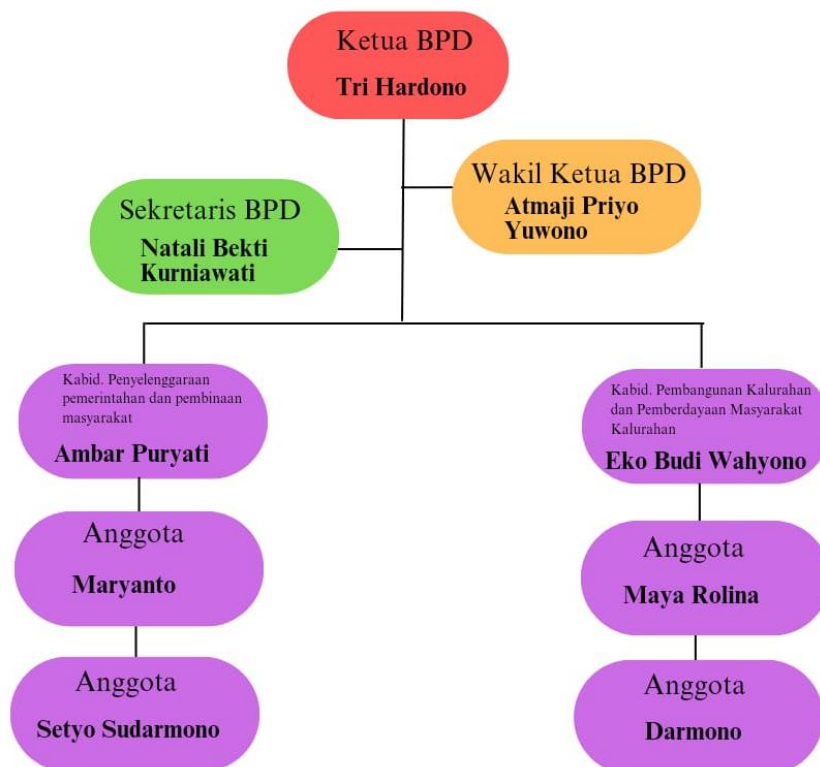 Ketua BPD
Tri Hardono
Wakil Ketua BPD
Atmaji Priyo
Yuwono
Sekretaris BPD
Natali Bekti
Kurniawati
Kabid. Penyelenggaraan
pemerintahan dan pembinaan
masyarakat
Ambar Puryati
Anggota
Maryanto
Anggota
Setyo Sudarmono
Kabid. Pembangunan Kalurahan
dan Pemberdayaan Masyarakat
Kalurahan
Eko Budi Wahyono
Anggota
Maya Rolina
Anggota
Darmono